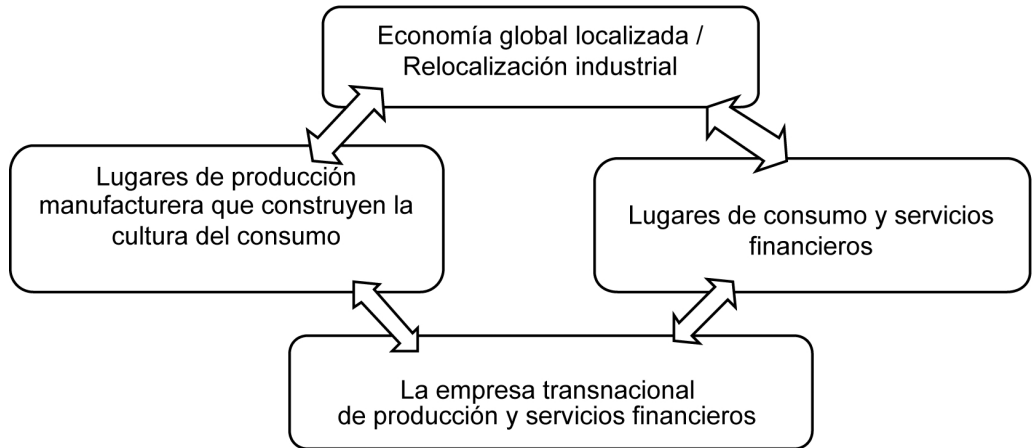 Economía global localizada /
Relocalización industrial
Lugares de producción
manufacturera que construyen la
cultura del consumo
Lugares de consumo y servicios
financieros
La empresa transnacional
de producción y servicios financieros